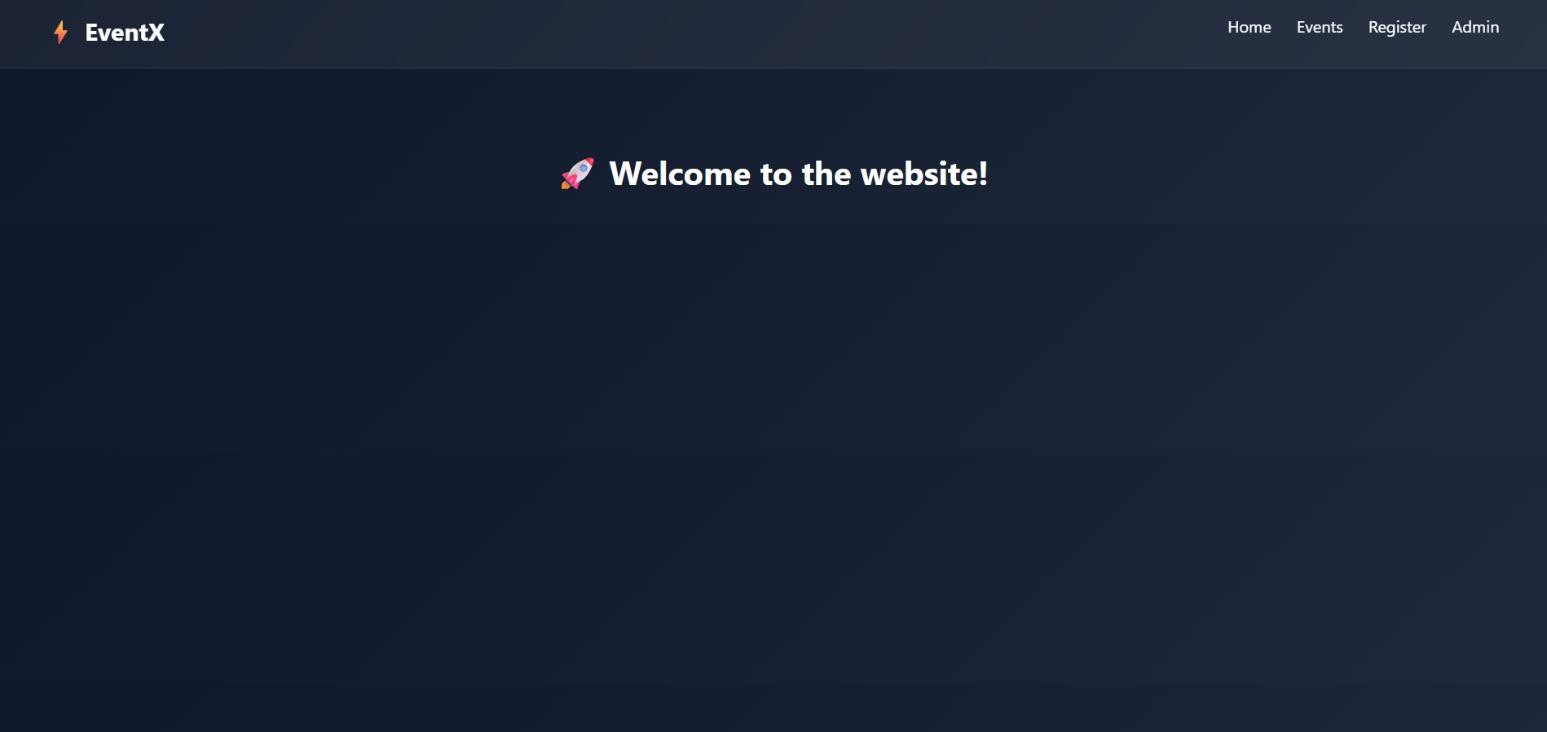 ⚡ EventX
Home Events Register Admin
🚀 Welcome to the website!